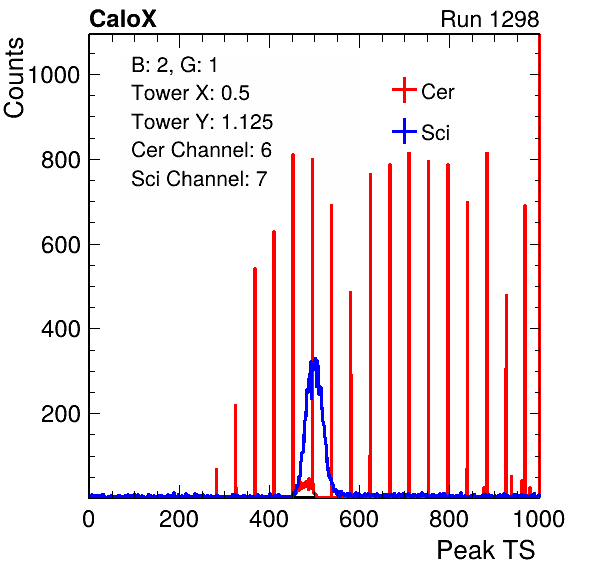 CaloX
Run 1298
Counts
B: 2, G: 1
Tower X: 0.5
Tower Y: 1.125
Cer Channel: 6
Sci Channel: 7
Cer
Sci
1000
800
600
400
200
0 200 400 600 800 1000
Peak TS